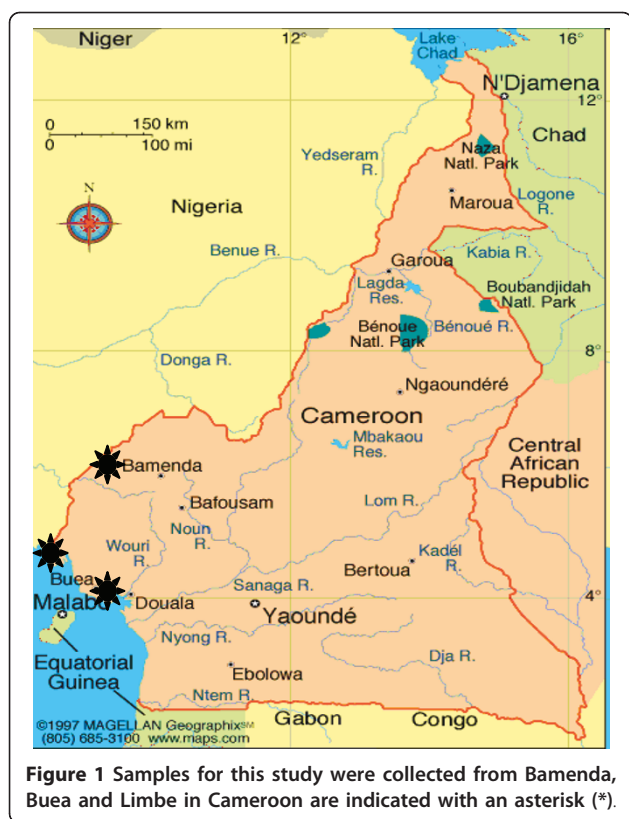 Niger
12°
Lake
Chad
16°
N'Djamena
12°
0 150 km
0 100 mi
Chad
Yedseram
R.
Naza
Natl. Park
N
Maroua
Logone
R.
Nigeria
Benue R.
Kabia R.
Garoua
Lagda
Res.
Boubandjidah
Natl. Park
Bénoue
Natl. Park
Bénoué R.
8°
Donga R.
Ngaoundéré
Cameroon
Mbakaou
Res.
Central
African
Republic
Bamenda
Bafousam
Lom R.
Noun
R.
Wouri
R.
Kadél
R.
Bertoua
Buea
Sanaga R.
Malabo
Douala
Yaoundé
4°
Nyong R.
Equatorial
Guinea
Ebolowa
Dja R.
Ntem R.
©1997 MAGELLAN Geographix℠
(805) 685-3100 www.maps.com
Gabon
Congo
Figure 1 Samples for this study were collected from Bamenda,
Buea and Limbe in Cameroon are indicated with an asterisk (*).